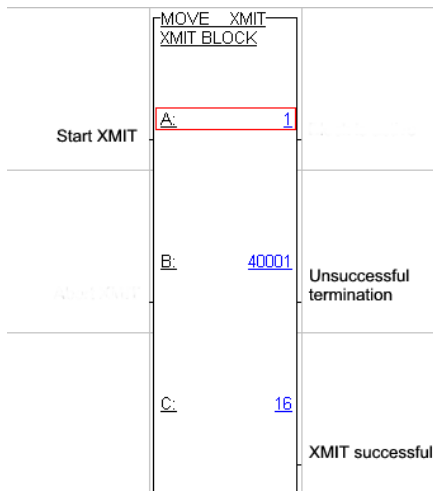 MOVE XMIT
XMIT BLOCK
A: 1
Start XMIT
B: 40001
Unsuccessful
termination
C: 16
XMIT successful